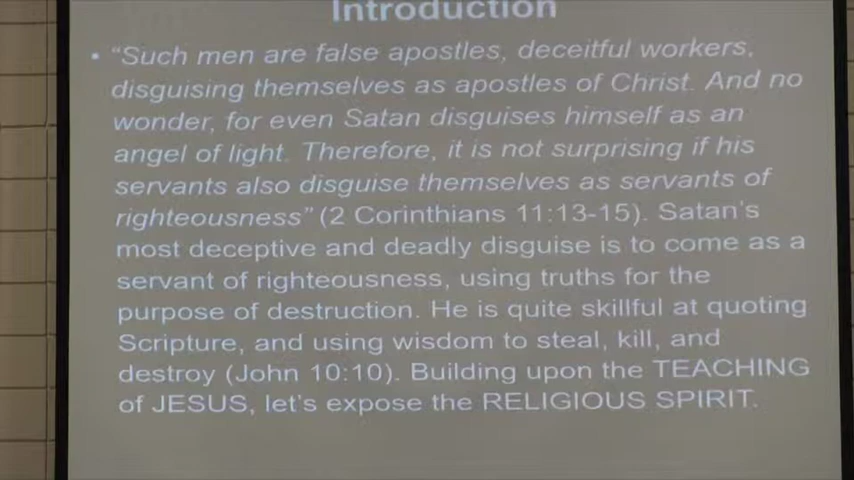 Introduction
• “Such men are false apostles, deceitful workers,
disguising themselves as apostles of Christ. And no
wonder, for even Satan disguises himself as an
angel of light. Therefore, it is not surprising if his
servants also disguise themselves as servants of
righteousness” (2 Corinthians 11:13-15). Satan's
most deceptive and deadly disguise is to come as a
servant of righteousness, using truths for the
purpose of destruction. He is quite skillful at quoting
Scripture, and using wisdom to steal, kill, and
destroy (John 10:10). Building upon the TEACHING
of JESUS, let's expose the RELIGIOUS SPIRIT.